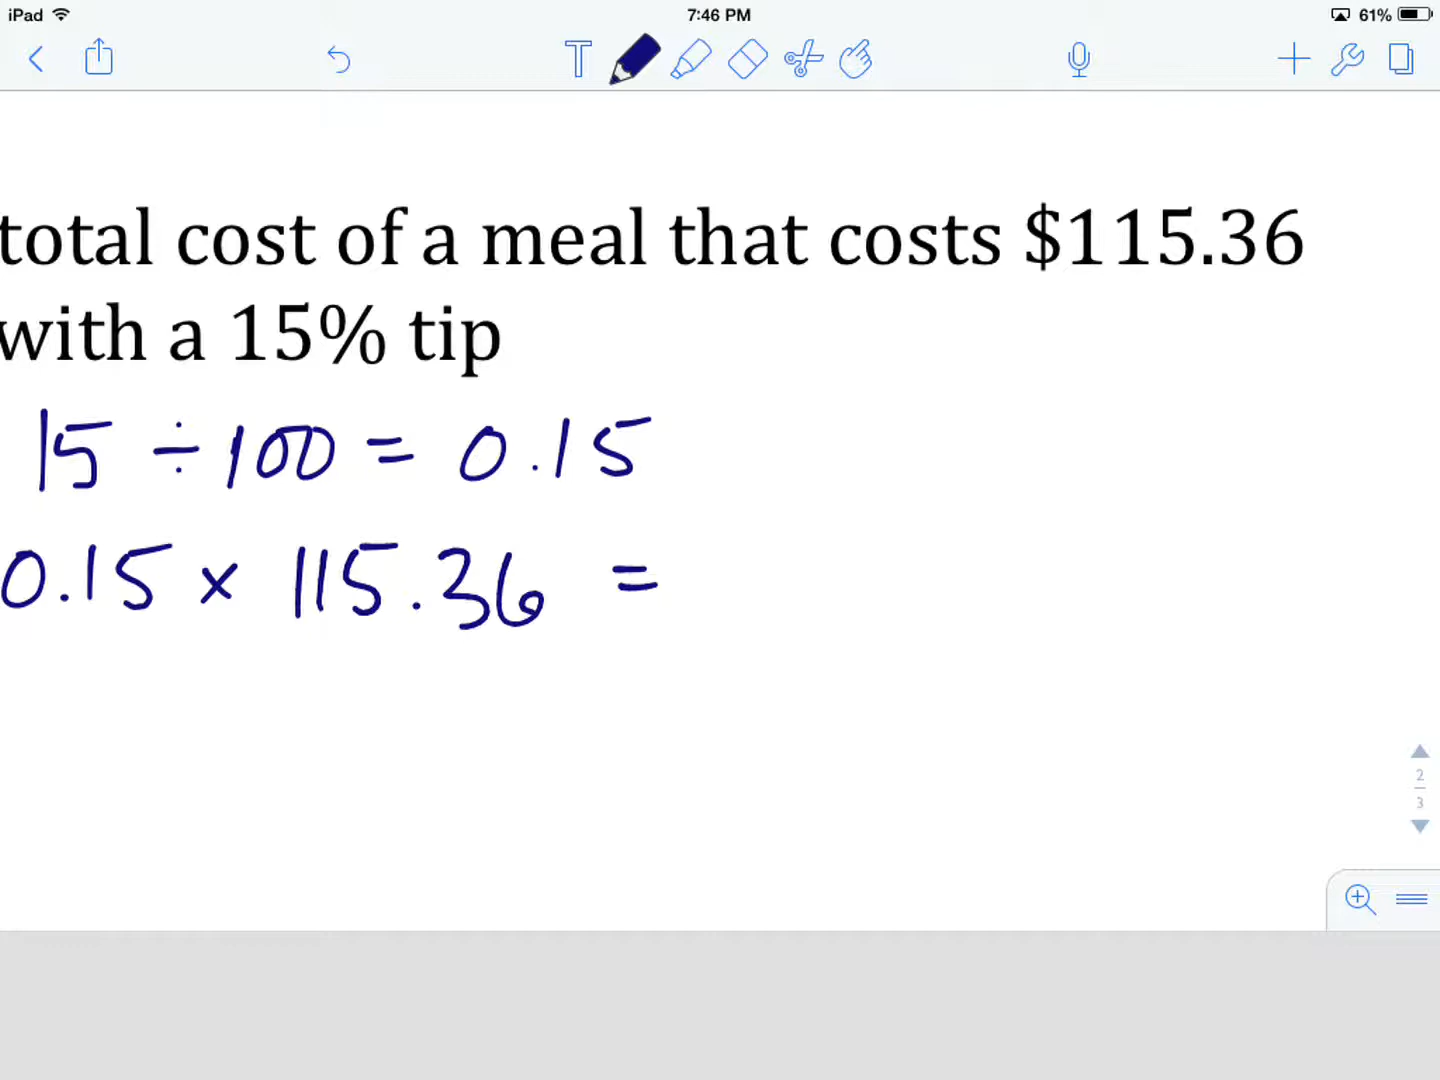 iPad 7:46 PM 61%
T
total cost of a meal that costs $115.36
with a 15% tip
15 ÷ 100 = 0.15
0.15 × 115.36 =
2
3